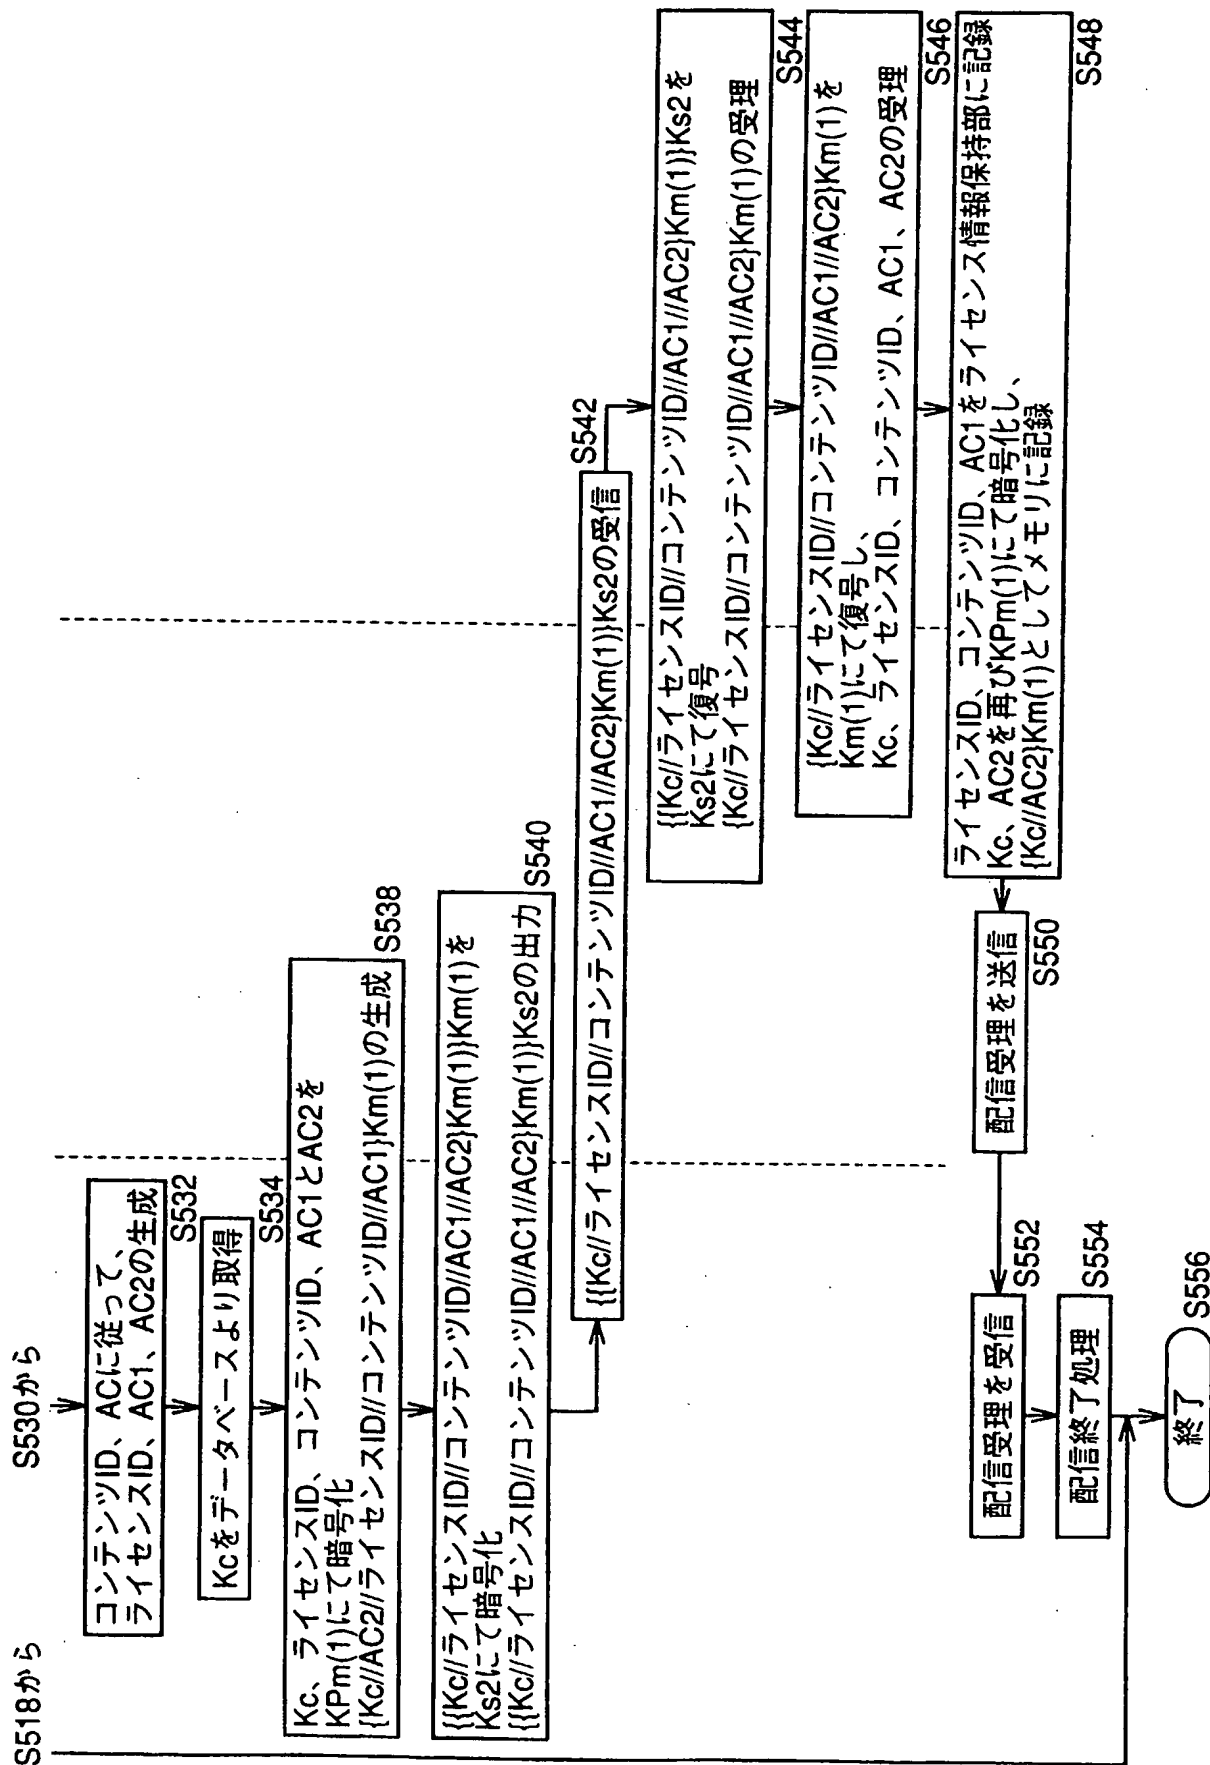 S518から
S530から
コンテンツID、ACに従って、
ライセンスID、AC1、AC2の生成
S532
Kcをデータベースより取得
S534
Kc、ライセンスID、コンテンツID、AC1とAC2を
KPm(1)にて暗号化
{Kc//AC2//ライセンスID//コンテンツID//AC1}Km(1)の生成
S538
{{Kc//ライセンスID//コンテンツID//AC1//AC2}Km(1)}Km(1)を
Ks2にて暗号化
{{Kc//ライセンスID//コンテンツID//AC1//AC2}Km(1)}Ks2の出力
S540
{{Kc//ライセンスID//コンテンツID//AC1//AC2}Km(1)}Ks2の受信
S542
{{Kc//ライセンスID//コンテンツID//AC1//AC2}Km(1)}Ks2を
Ks2にて復号
{Kc//ライセンスID//コンテンツID//AC1//AC2}Km(1)の受理
S544
{Kc//ライセンスID//コンテンツID//AC1//AC2}Km(1)を
Km(1)にて復号し、
Kc、ライセンスID、コンテンツID、AC1、AC2の受理
S546
ライセンスID、コンテンツID、AC1をライセンス情報保持部に記録
Kc、AC2を再びKPm(1)にて暗号化し、
{Kc//AC2}Km(1)としてメモリに記録
S548
配信受理を送信
S550
配信受理を受信
S552
配信終了処理
S554
終了
S556